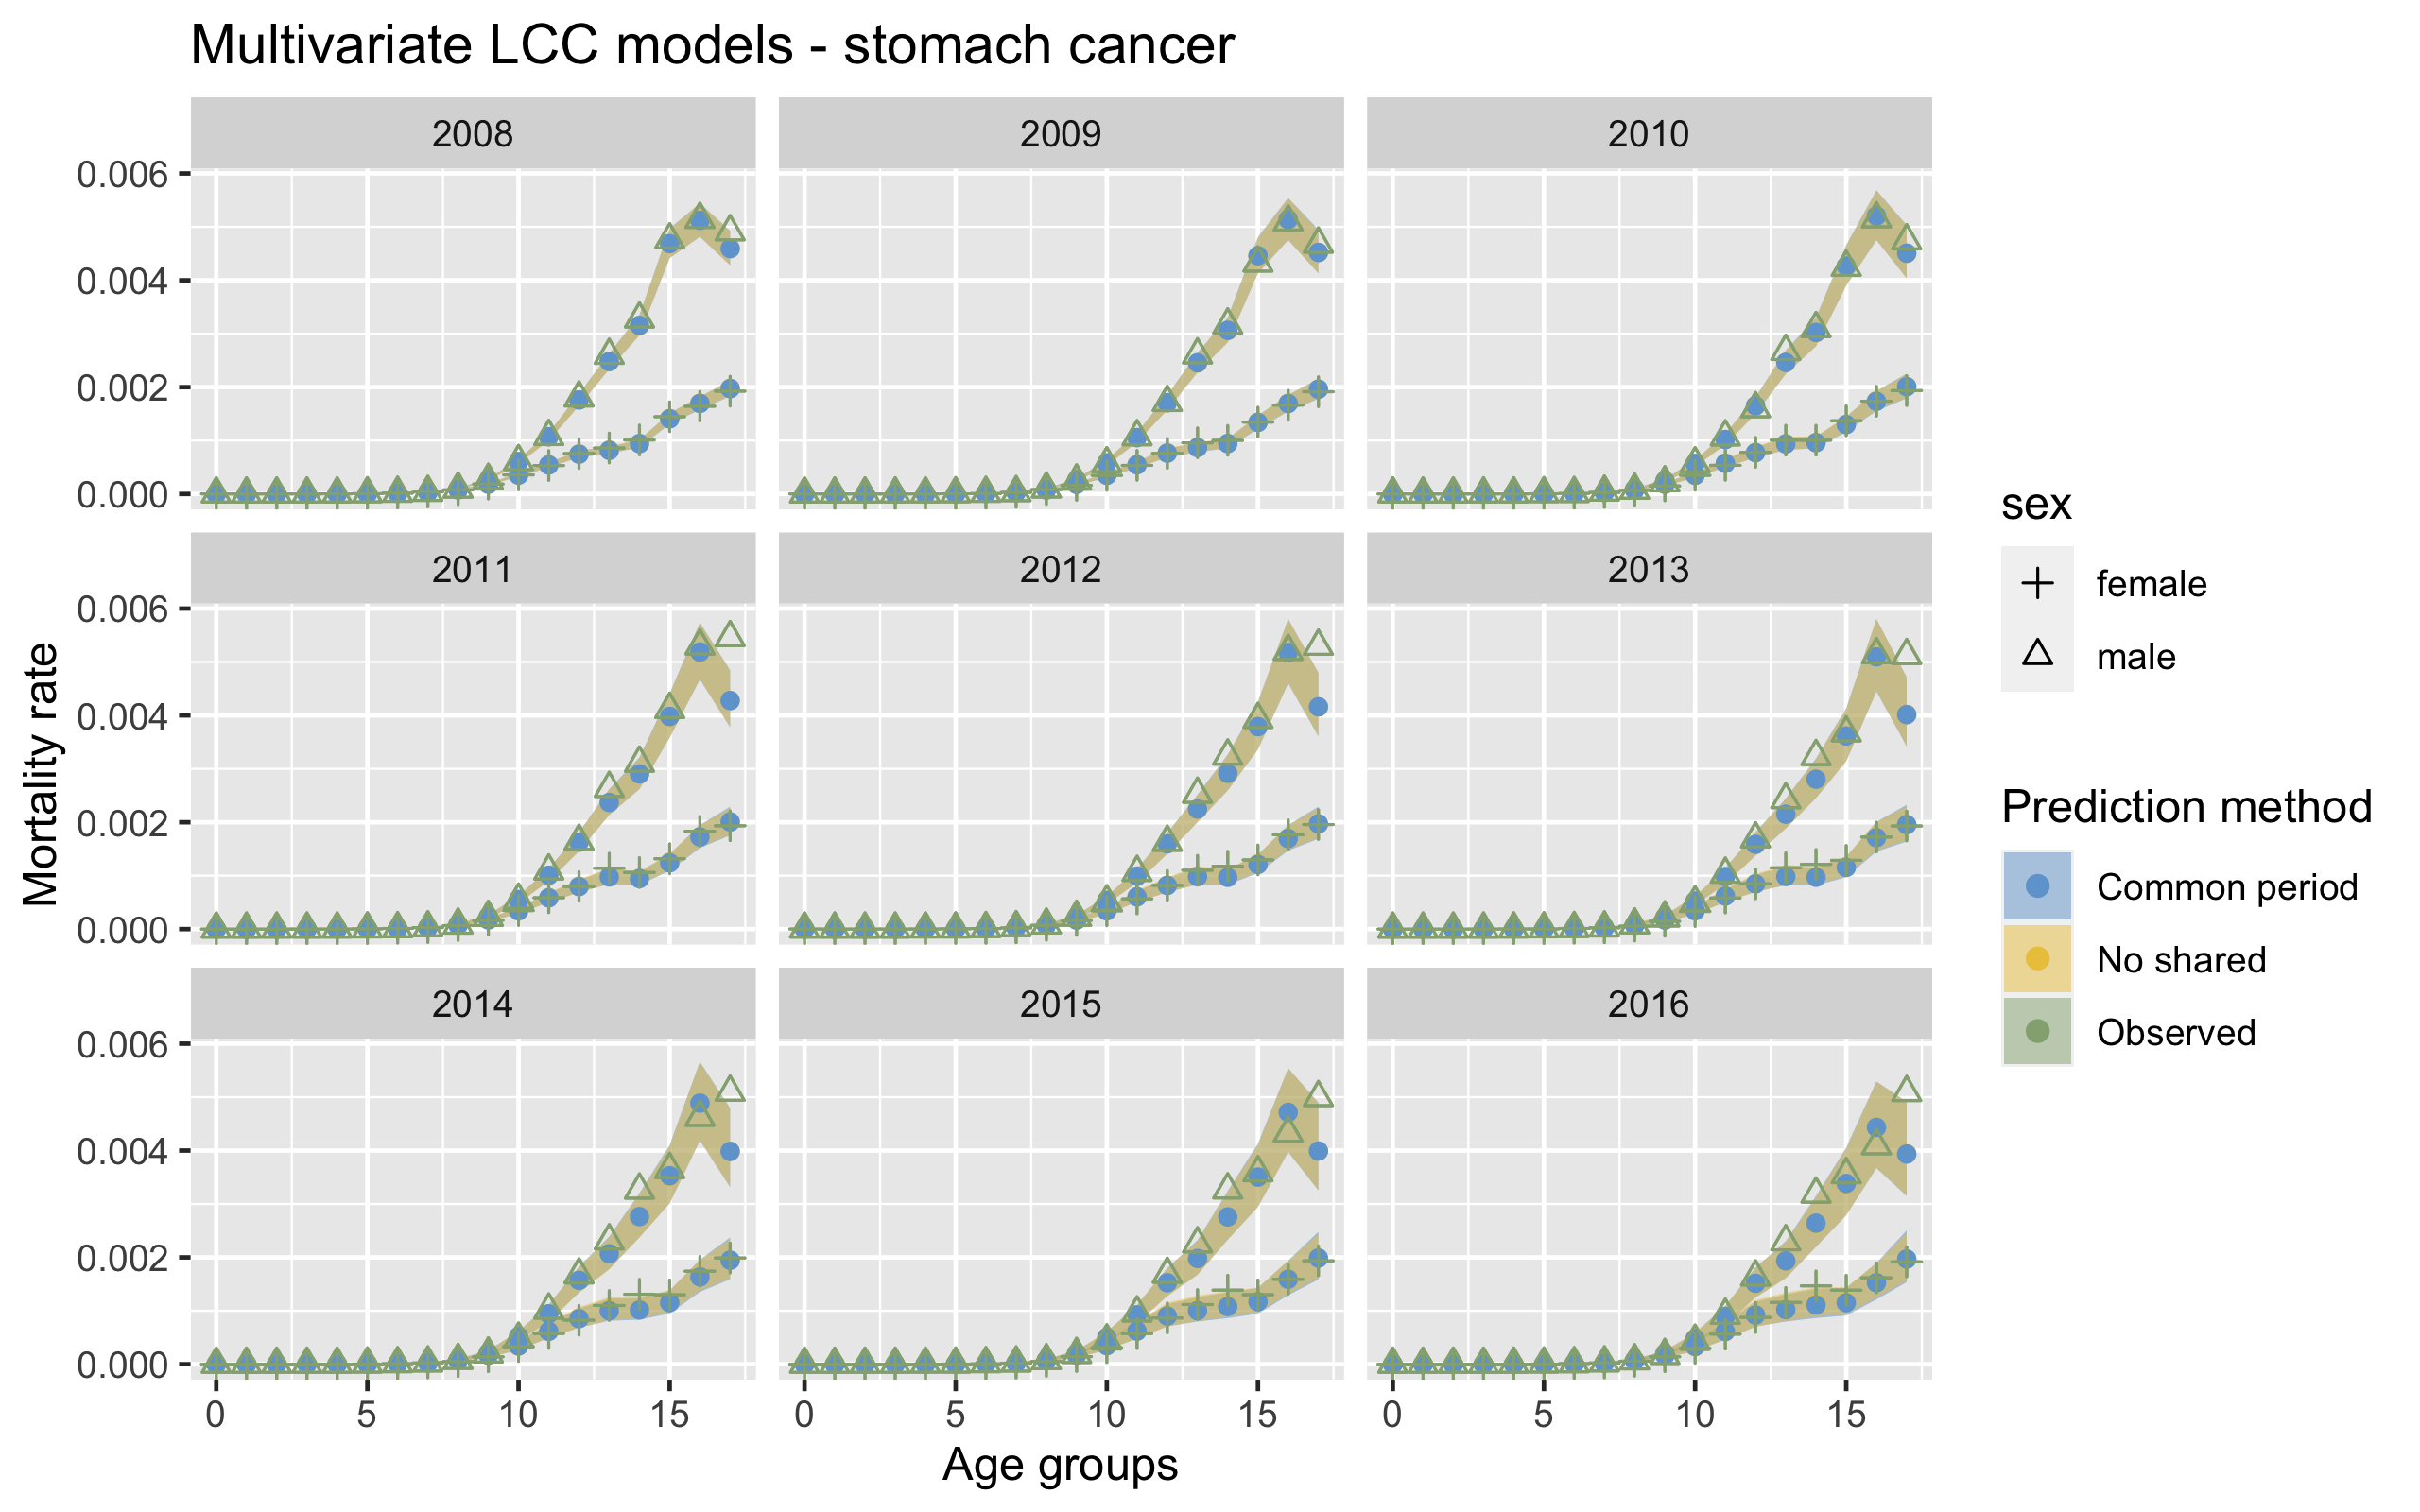 Multivariate LCC models - stomach cancer
2008 2009 2010
0.006
0.004
0.002
0.000
2011 2012 2013
0.006
0.004
0.002
0.000
2014 2015 2016
0.006
0.004
0.002
0.000
0 5 10 15 0 5 10 15 0 5 10 15
Age groups
Mortality rate
sex
female
male
Prediction method
Common period
No shared
Observed